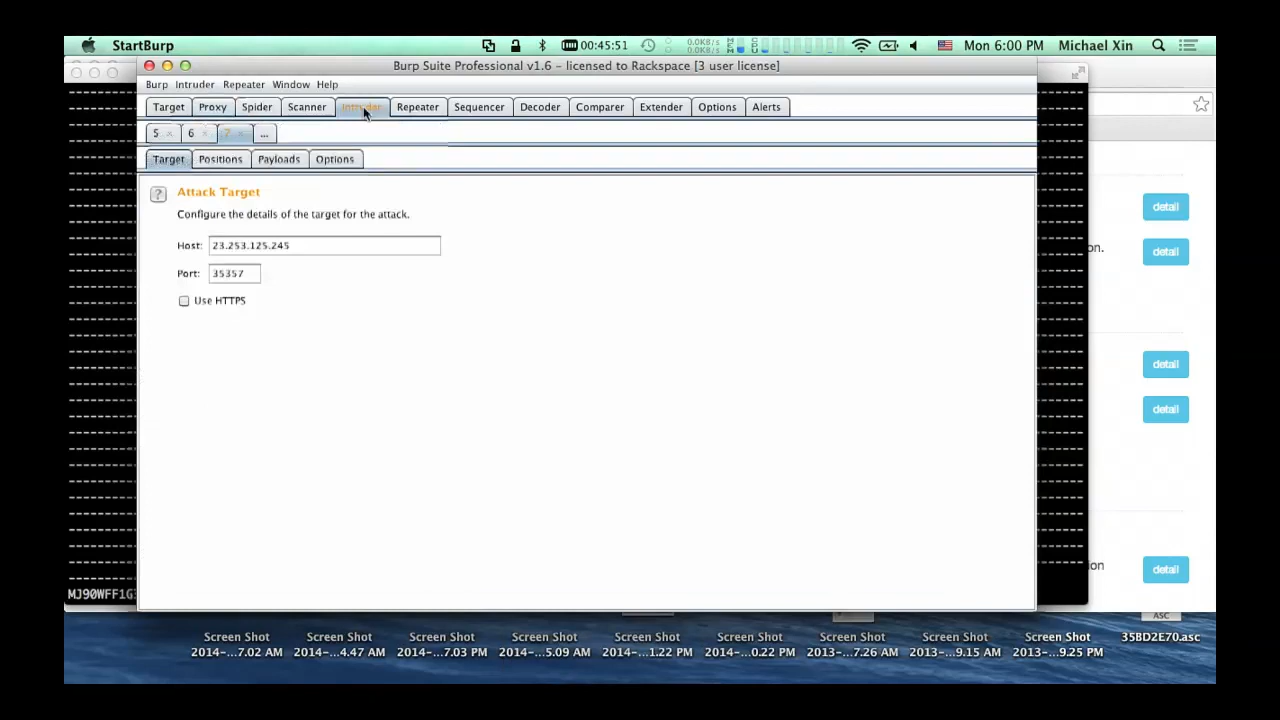 StartBurp
00:45:51
0.0KB/s
0.0KB/s
Mon 6:00 PM Michael Xin
Burp Suite Professional v1.6 - licensed to Rackspace [3 user license]
Burp Intruder Repeater Window Help
Target Proxy Spider Scanner Intruder Repeater Sequencer Decoder Comparer Extender Options Alerts
5 × 6 × 7 × ...
Target Positions Payloads Options
? Attack Target
Configure the details of the target for the attack.
Host: 23.253.125.245
Port: 35357
Use HTTPS
detail
on.
detail
detail
detail
on
detail
MJ90WFF1G
ASC
Screen Shot
2014-...7.02 AM
Screen Shot
2014-...4.47 AM
Screen Shot
2014-...7.03 PM
Screen Shot
2014-...5.09 AM
Screen Shot
2014-...1.22 PM
Screen Shot
2014-...0.22 PM
Screen Shot
2013-...7.26 AM
Screen Shot
2013-...9.15 AM
Screen Shot
2013-...9.25 PM
35BD2E70.asc